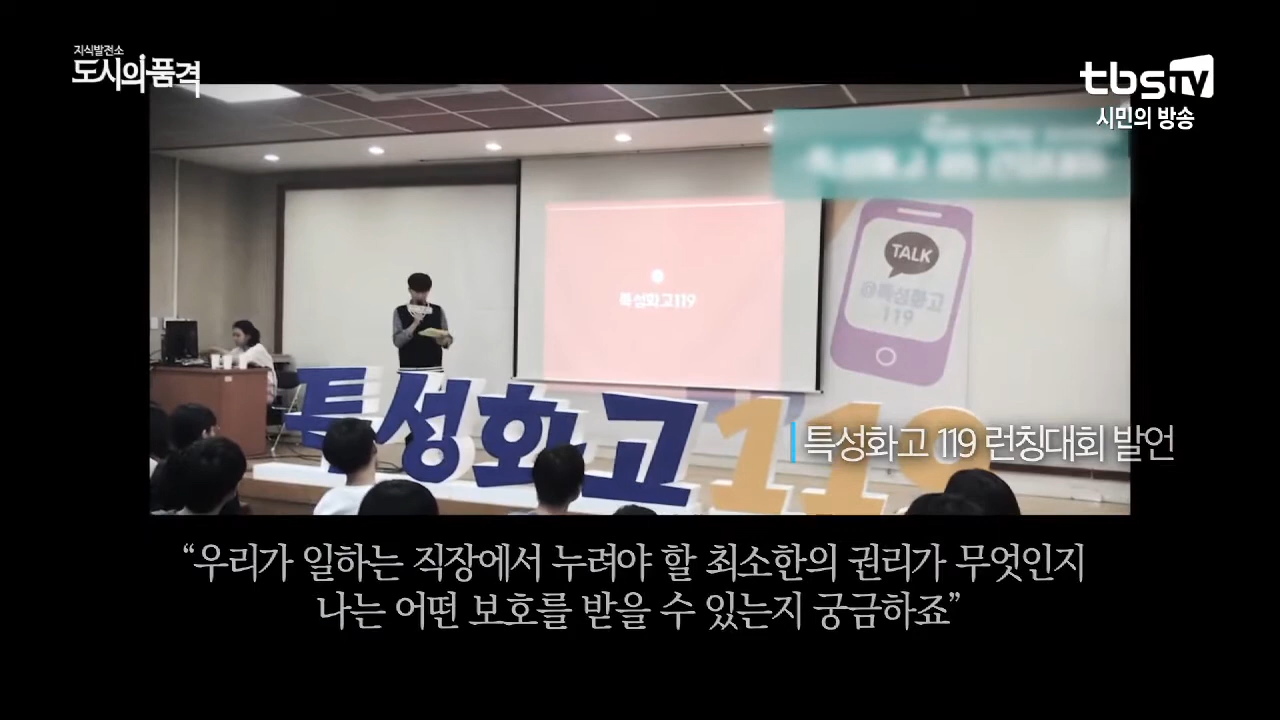 지식발전소
도시의 품격
tbs TV
시민의 방송
특성화고119
TALK
@특성화고
119
특성화고 119
특성화고 119 런칭대회 발언
“우리가 일하는 직장에서 누려야 할 최소한의 권리가 무엇인지
나는 어떤 보호를 받을 수 있는지 궁금하죠”